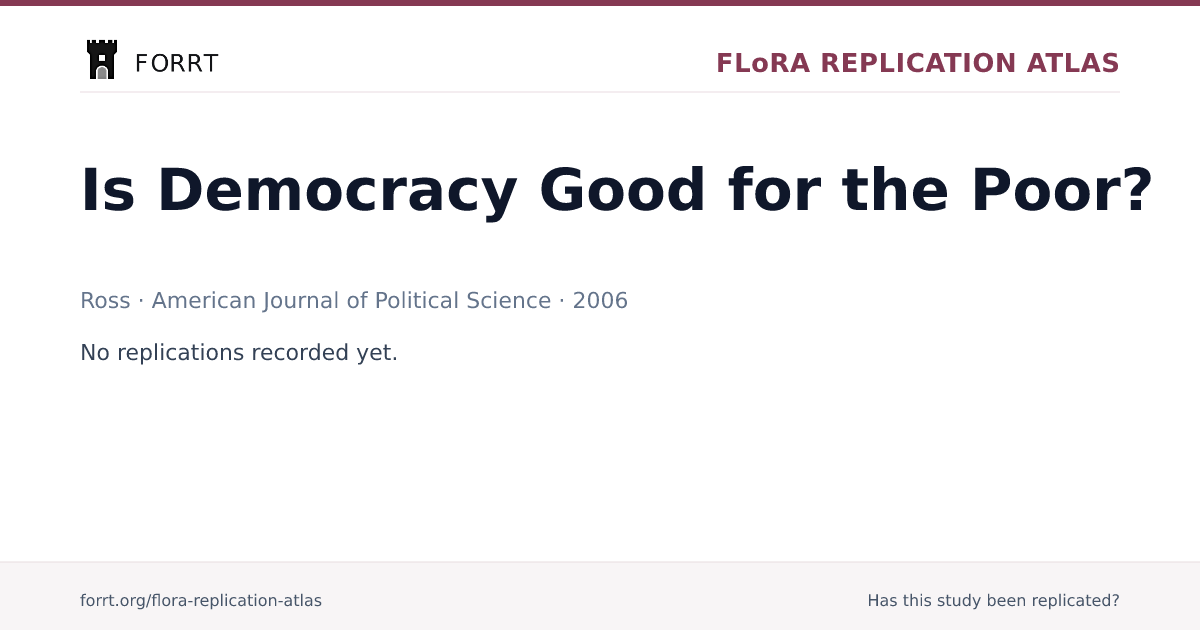 FORRT
FLoRA REPLICATION ATLAS
Is Democracy Good for the Poor?
Ross · American Journal of Political Science · 2006
No replications recorded yet.
forrt.org/flora-replication-atlas
Has this study been replicated?